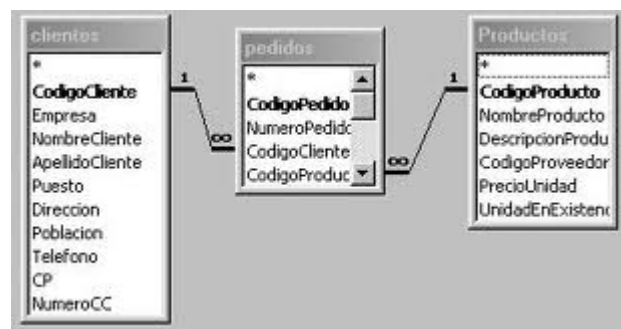 clientes
*
CodigoCliente
Empresa
NombreCliente
ApellidoCliente
Puesto
Direccion
Poblacion
Telefono
CP
NumeroCC
1
∞
pedidos
*
CodigoPedido
NumeroPedidc
CodigoCliente
CodigoProduc
∞
1
Productos
*
CodigoProducto
NombreProducto
DescripcionProdu
CodigoProveedor
PrecioUnidad
UnidadEnExistenc